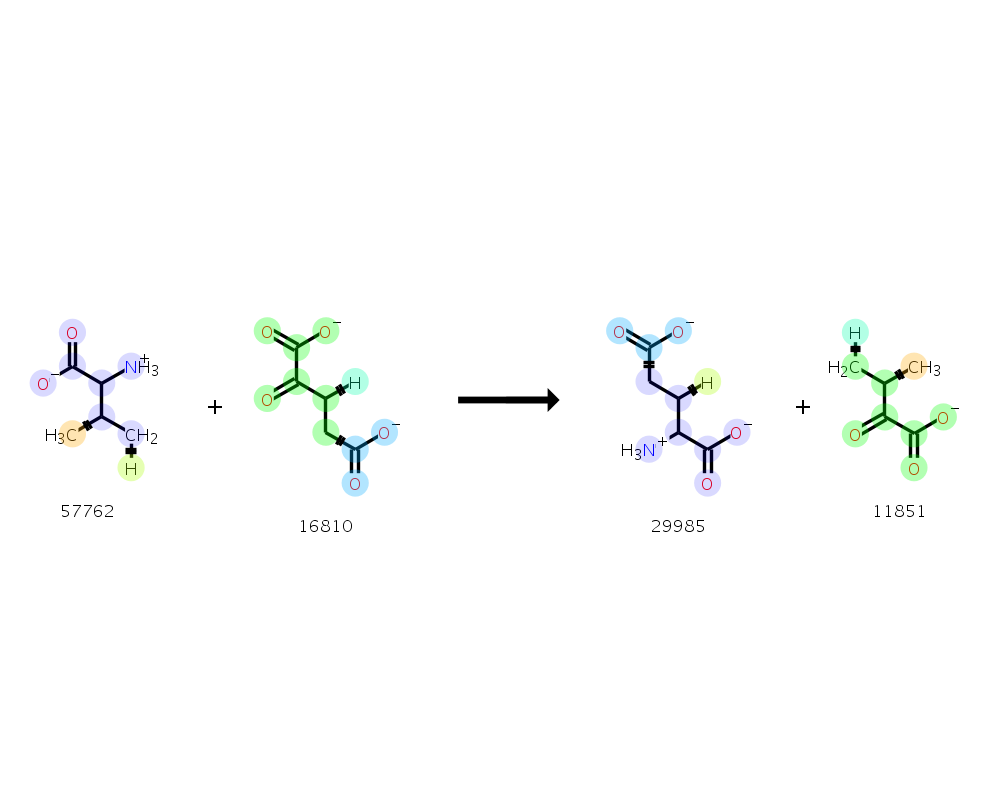 O
O⁻
NH₃⁺
H₃C
CH₂
H
57762
+
O
O⁻
O
H
O⁻
O
16810
O
O⁻
H
H₃N⁺
O⁻
O
29985
+
H
H₂C
CH₃
O
O⁻
O
11851